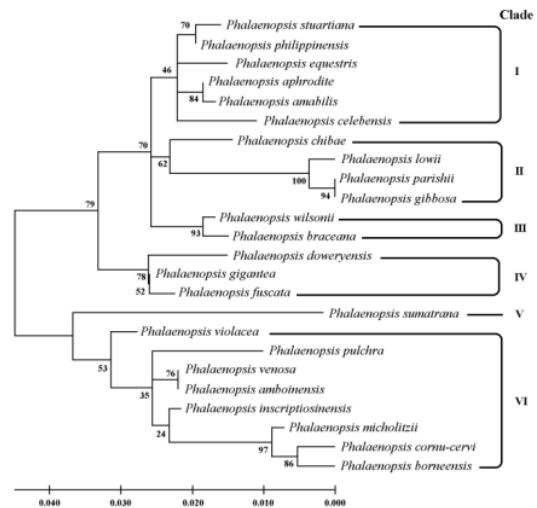 Clade
70
Phalaenopsis stuartiana
Phalaenopsis philippinensis
I
46
Phalaenopsis equestris
84
Phalaenopsis aphrodite
Phalaenopsis amabilis
Phalaenopsis celebensis
70
62
Phalaenopsis chibae
II
100
Phalaenopsis lowii
94
Phalaenopsis parishii
Phalaenopsis gibbosa
79
93
Phalaenopsis wilsonii
III
Phalaenopsis braceana
78
Phalaenopsis doweryensis
IV
52
Phalaenopsis gigantea
Phalaenopsis fuscata
Phalaenopsis sumatrana
V
53
Phalaenopsis violacea
VI
35
Phalaenopsis pulchra
76
Phalaenopsis venosa
Phalaenopsis amboinensis
24
Phalaenopsis inscriptiosinensis
97
Phalaenopsis micholitzii
86
Phalaenopsis cornu-cervi
Phalaenopsis borneensis
0.040 0.030 0.020 0.010 0.000